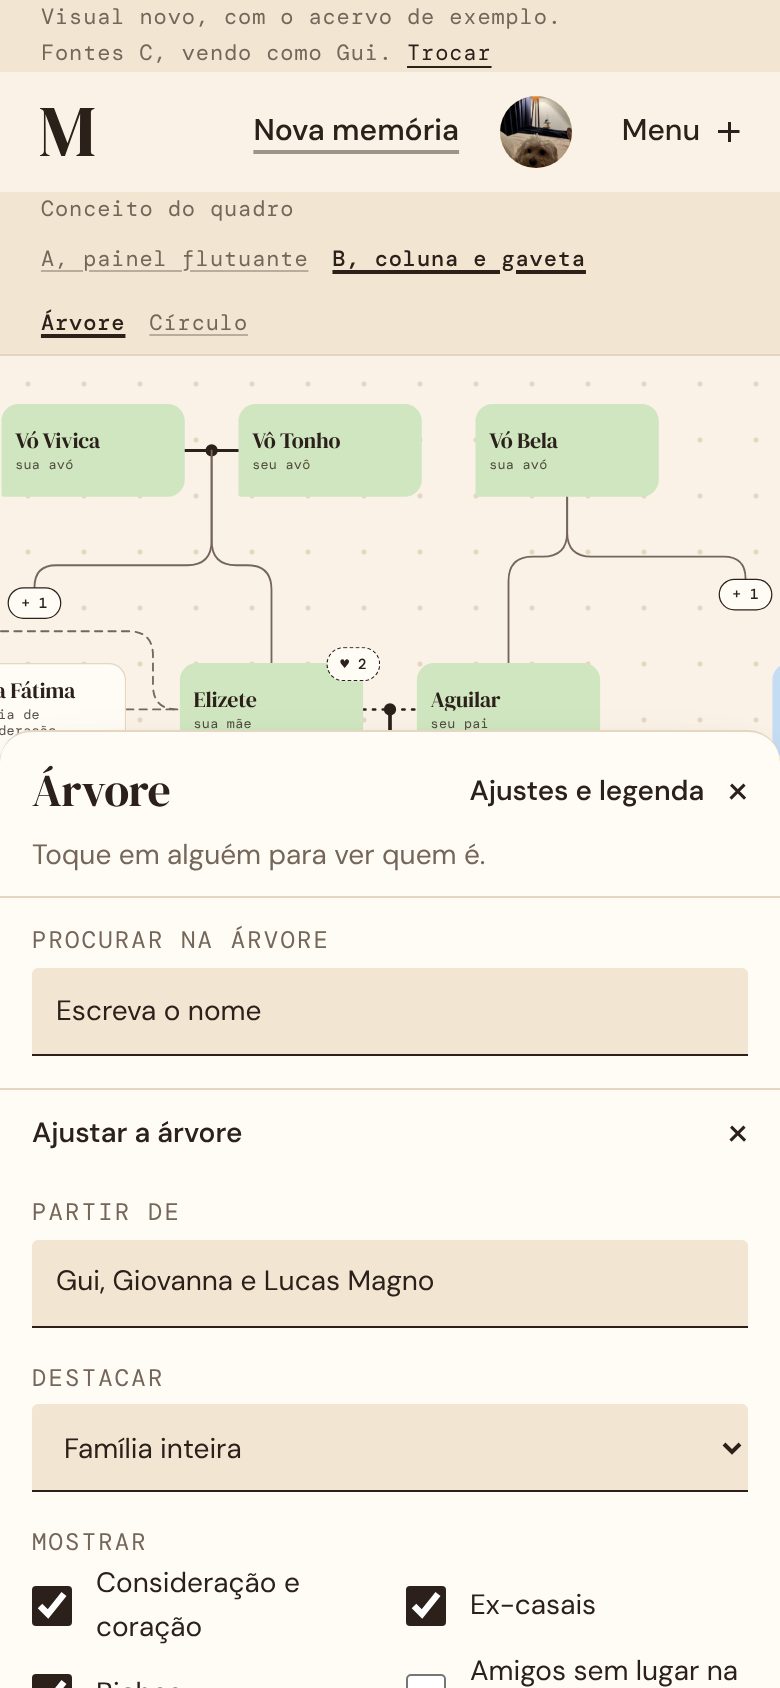 Visual novo, com o acervo de exemplo.
Fontes C, vendo como Gui. Trocar
M
Nova memória
Menu +
Conceito do quadro
A, painel flutuante B, coluna e gaveta
Árvore Círculo
Vó Vivica
sua avó
Vô Tonho
seu avô
Vó Bela
sua avó
+ 1
+ 1
a Fátima
ia de
♥ 2
Elizete
sua mãe
Aguilar
seu pai
Árvore
Ajustes e legenda ×
Toque em alguém para ver quem é.
PROCURAR NA ÁRVORE
Escreva o nome
Ajustar a árvore ×
PARTIR DE
Gui, Giovanna e Lucas Magno
DESTACAR
Família inteira
MOSTRAR
Consideração e
coração
Ex-casais
Amigos sem lugar na